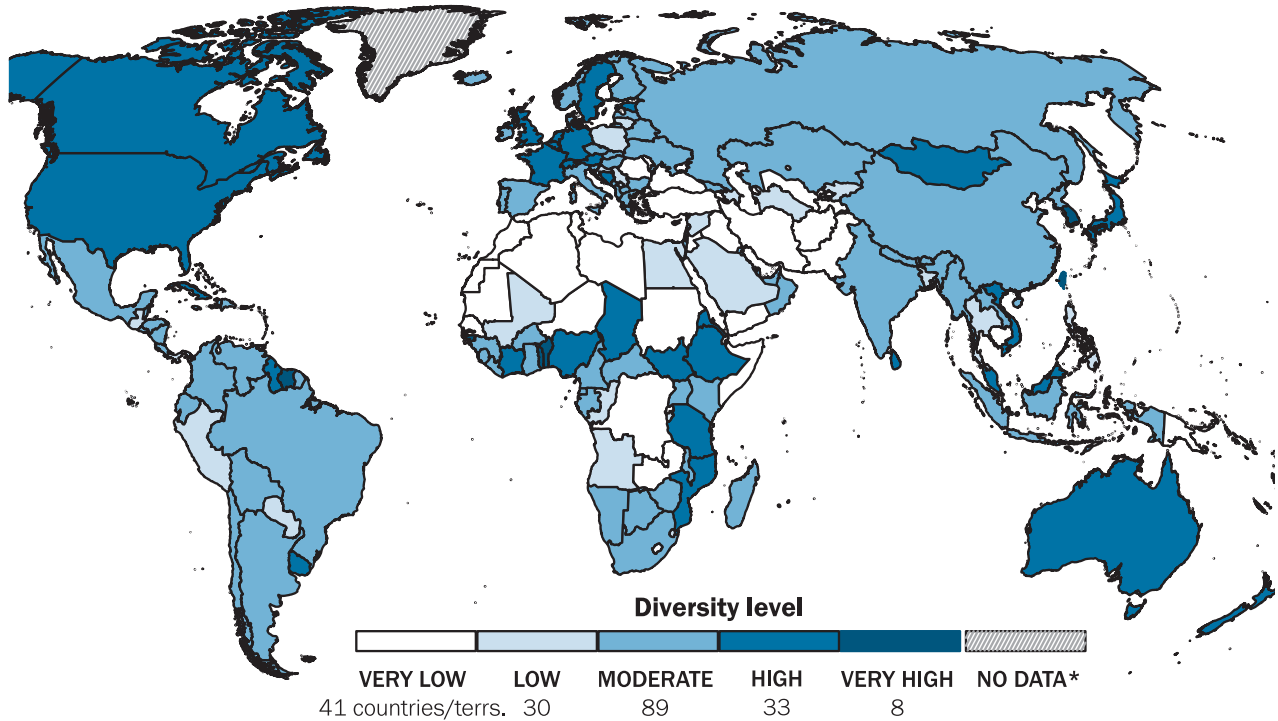 Diversity level
VERY LOW LOW MODERATE HIGH VERY HIGH NO DATA*
41 countries/terrs. 30 89 33 8